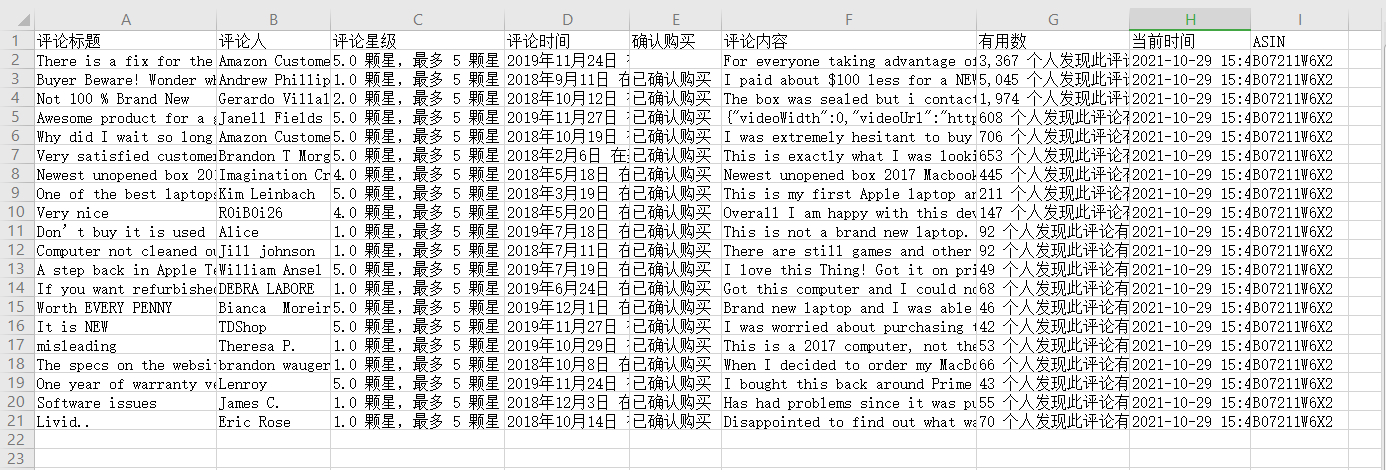 A B C D E F G H I
1 评论标题 评论人 评论星级 评论时间 确认购买 评论内容 有用数 当前时间 ASIN
2 There is a fix for the Amazon Custome 5.0 颗星，最多 5 颗星 2019年11月24日 For everyone taking advantage of 3,367 个人发现此评 2021-10-29 15:4 B07211W6X2
3 Buyer Beware! Wonder wh Andrew Phillip 1.0 颗星，最多 5 颗星 2018年9月11日 在 已确认购买 I paid about $100 less for a NEW 5,045 个人发现此评 2021-10-29 15:4 B07211W6X2
4 Not 100 % Brand New Gerardo Villal 2.0 颗星，最多 5 颗星 2018年10月12日 已确认购买 The box was sealed but i contact 1,974 个人发现此评 2021-10-29 15:4 B07211W6X2
5 Awesome product for a g Janell Fields 5.0 颗星，最多 5 颗星 2019年11月27日 已确认购买 {"videoWidth":0,"videoUrl":"http 608 个人发现此评论有 2021-10-29 15:4 B07211W6X2
6 Why did I wait so long Amazon Custome 5.0 颗星，最多 5 颗星 2018年10月19日 已确认购买 I was extremely hesitant to buy 706 个人发现此评论有 2021-10-29 15:4 B07211W6X2
7 Very satisfied custome Brandon T Morg 5.0 颗星，最多 5 颗星 2018年2月6日 在 已确认购买 This is exactly what I was looki 653 个人发现此评论有 2021-10-29 15:4 B07211W6X2
8 Newest unopened box 201 Imagination Cr 4.0 颗星，最多 5 颗星 2018年5月18日 在 已确认购买 Newest unopened box 2017 Macbook 445 个人发现此评论有 2021-10-29 15:4 B07211W6X2
9 One of the best laptops Kim Leinbach 5.0 颗星，最多 5 颗星 2018年3月19日 在 已确认购买 This is my first Apple laptop an 211 个人发现此评论有 2021-10-29 15:4 B07211W6X2
10 Very nice R0iB0i26 4.0 颗星，最多 5 颗星 2018年5月20日 在 已确认购买 Overall I am happy with this dev 147 个人发现此评论有 2021-10-29 15:4 B07211W6X2
11 Don’t buy it is used Alice 1.0 颗星，最多 5 颗星 2019年7月18日 在 已确认购买 This is not a brand new laptop. 92 个人发现此评论有 2021-10-29 15:4 B07211W6X2
12 Computer not cleaned ou Jill johnson 1.0 颗星，最多 5 颗星 2018年7月11日 在 已确认购买 There are still games and other 92 个人发现此评论有 2021-10-29 15:4 B07211W6X2
13 A step back in Apple Te William Ansel 5.0 颗星，最多 5 颗星 2019年7月19日 在 已确认购买 I love this Thing! Got it on pri 49 个人发现此评论有 2021-10-29 15:4 B07211W6X2
14 If you want refurbishe DEBRA LABORE 1.0 颗星，最多 5 颗星 2019年6月24日 在 已确认购买 Got this computer and I could no 68 个人发现此评论有 2021-10-29 15:4 B07211W6X2
15 Worth EVERY PENNY Bianca Moreir 5.0 颗星，最多 5 颗星 2019年12月1日 在 已确认购买 Brand new laptop and I was able 46 个人发现此评论有 2021-10-29 15:4 B07211W6X2
16 It is NEW TDShop 5.0 颗星，最多 5 颗星 2019年11月27日 已确认购买 I was worried about purchasing t 42 个人发现此评论有 2021-10-29 15:4 B07211W6X2
17 misleading Theresa P. 1.0 颗星，最多 5 颗星 2019年10月29日 已确认购买 This is a 2017 computer, not the 53 个人发现此评论有 2021-10-29 15:4 B07211W6X2
18 The specs on the websi brandon wauger 1.0 颗星，最多 5 颗星 2019年10月8日 在 已确认购买 When I decided to order my MacBo 66 个人发现此评论有 2021-10-29 15:4 B07211W6X2
19 One year of warranty ve Lenroy 5.0 颗星，最多 5 颗星 2019年11月24日 已确认购买 I bought this back around Prime 43 个人发现此评论有 2021-10-29 15:4 B07211W6X2
20 Software issues James C. 1.0 颗星，最多 5 颗星 2018年12月3日 在 已确认购买 Has had problems since it was pu 55 个人发现此评论有 2021-10-29 15:4 B07211W6X2
21 Livid.. Eric Rose 1.0 颗星，最多 5 颗星 2018年10月14日 已确认购买 Disappointed to find out what wa 70 个人发现此评论有 2021-10-29 15:4 B07211W6X2
22
23